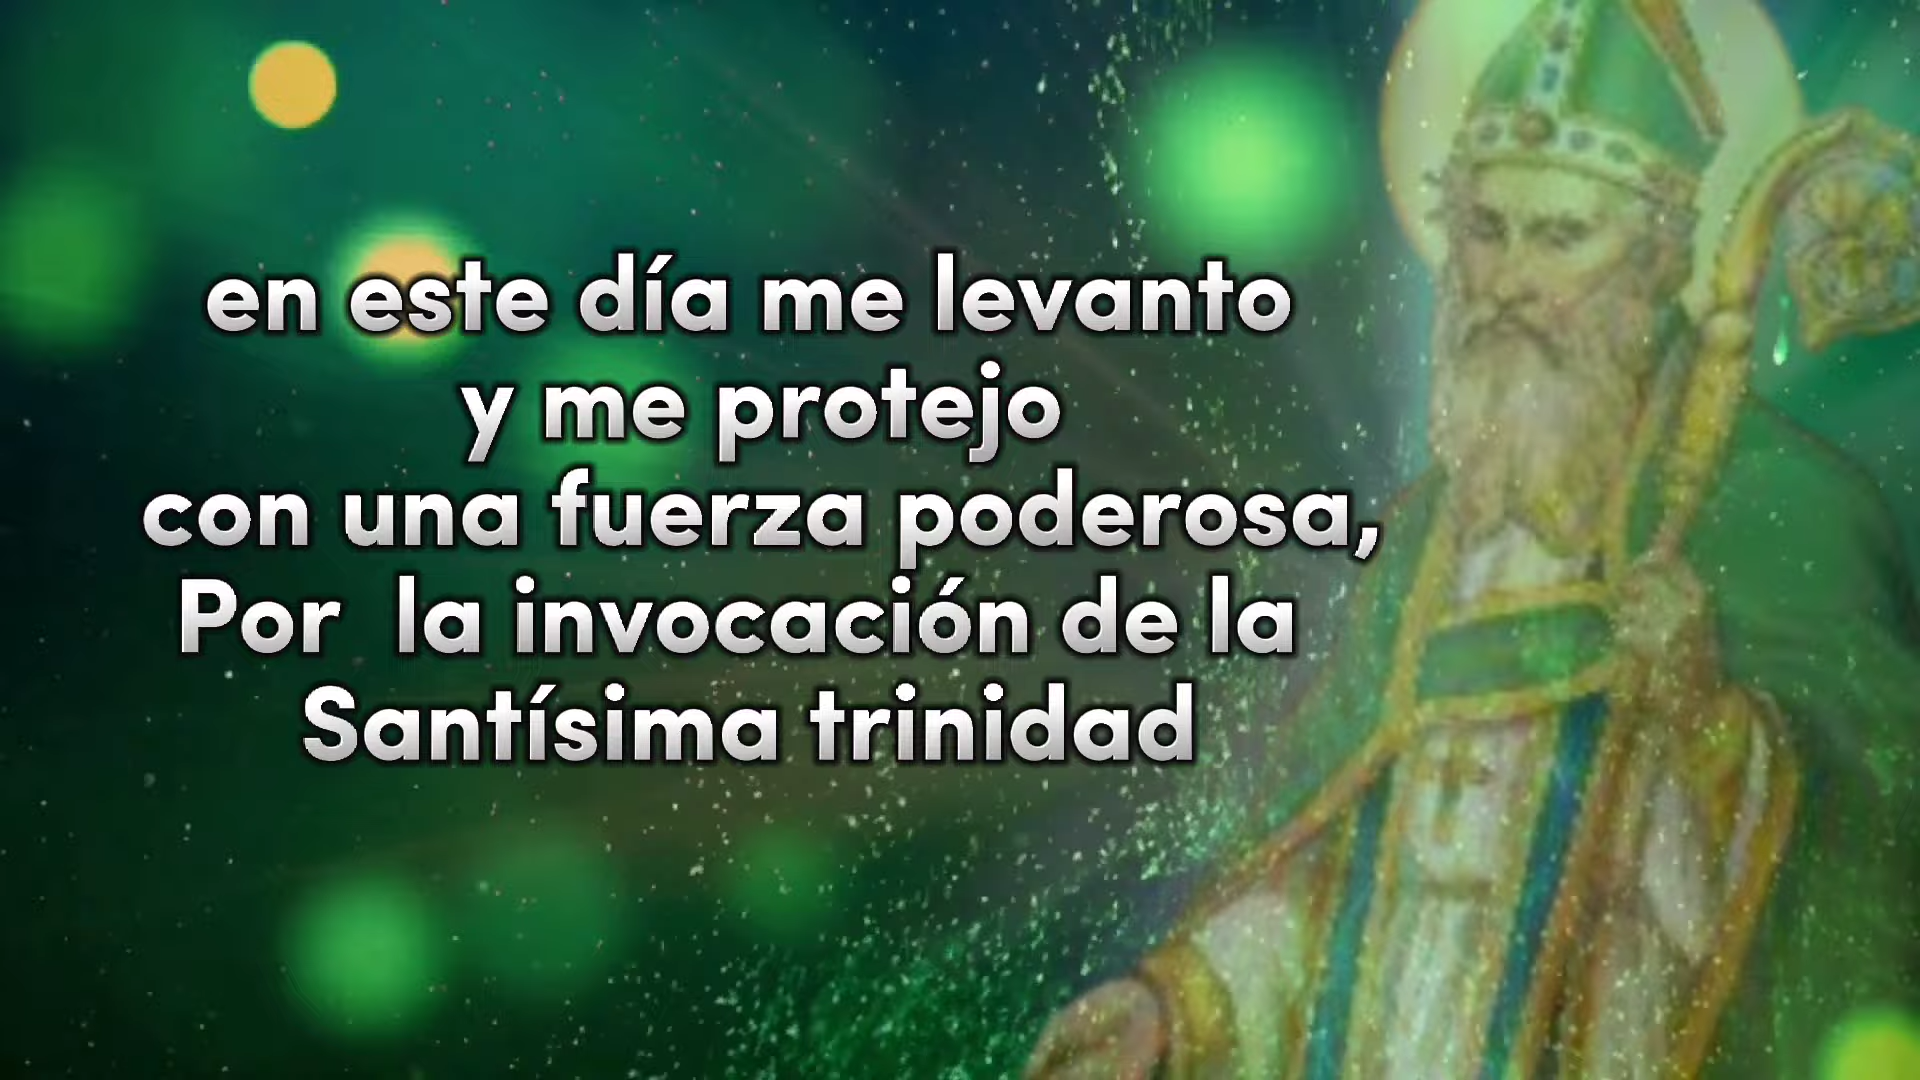 en este día me levanto
y me protejo
con una fuerza poderosa,
Por  la invocación de la
Santísima trinidad